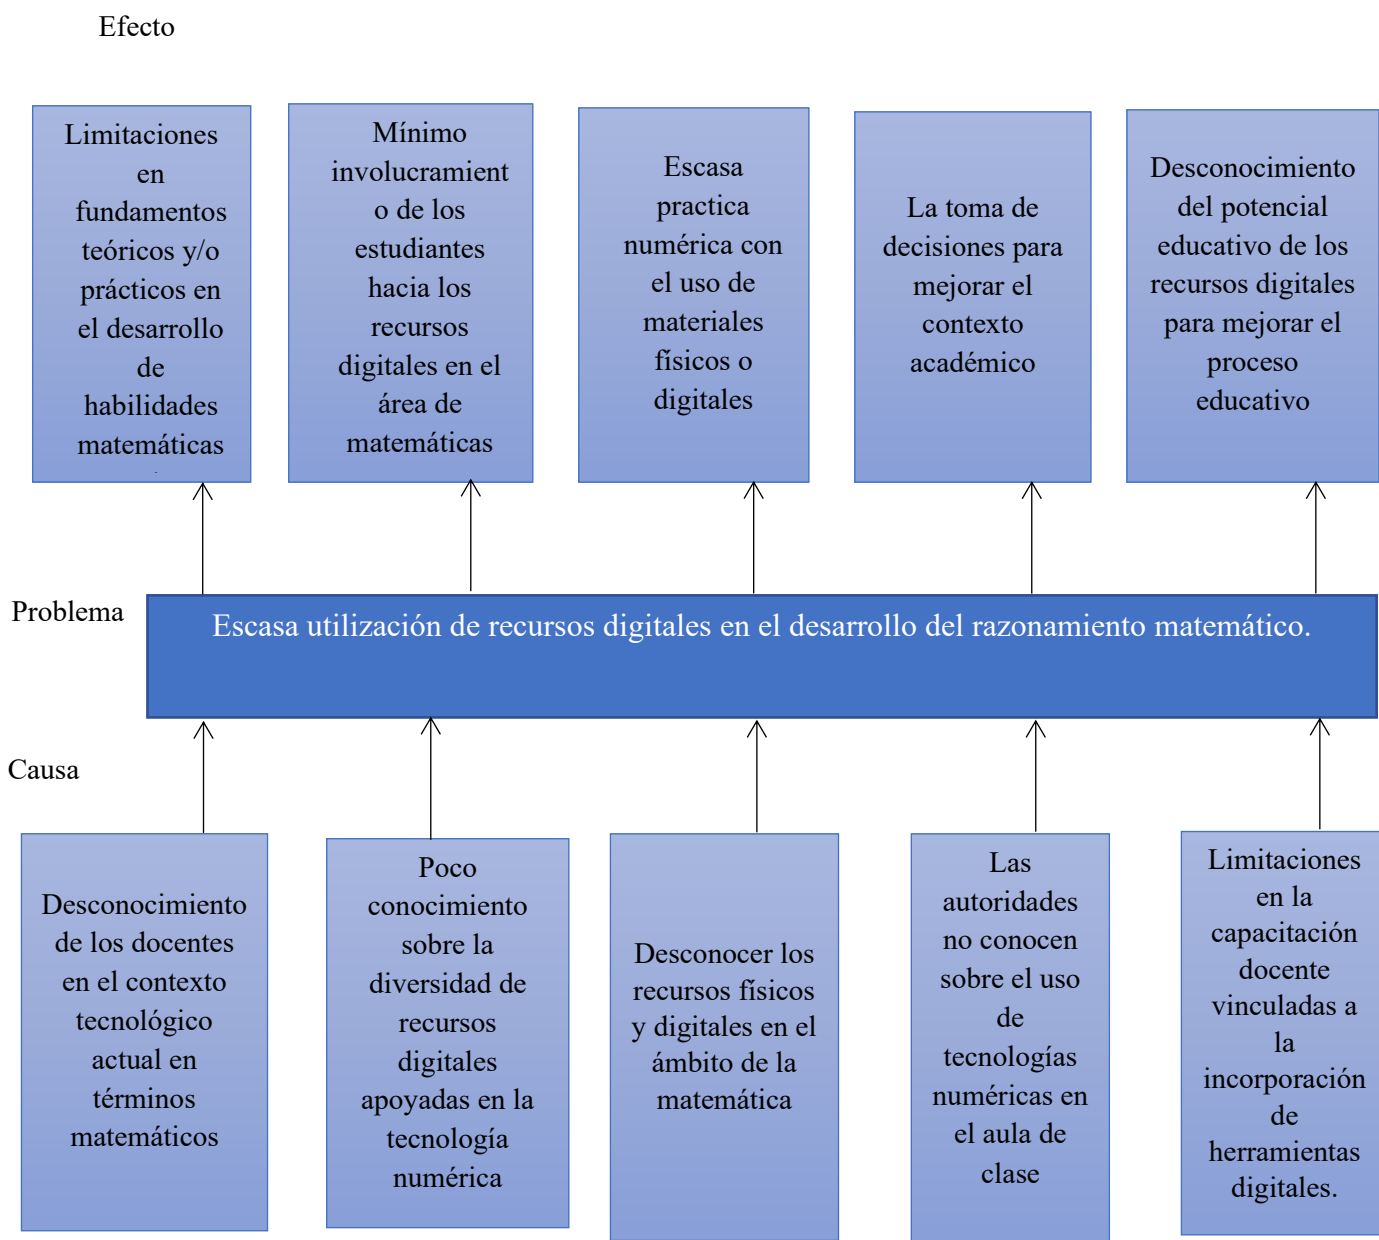 Efecto
Limitaciones
en
fundamentos
teóricos y/o
prácticos en
el desarrollo
de
habilidades
matemáticas
Mínimo
involucramient
o de los
estudiantes
hacia los
recursos
digitales en el
área de
matemáticas
Escasa
practica
numérica con
el uso de
materiales
físicos o
digitales
La toma de
decisiones para
mejorar el
contexto
académico
Desconocimiento
del potencial
educativo de los
recursos digitales
para mejorar el
proceso
educativo
Problema
Escasa utilización de recursos digitales en el desarrollo del razonamiento matemático.
Causa
Desconocimiento
de los docentes
en el contexto
tecnológico
actual en
términos
matemáticos
Poco
conocimiento
sobre la
diversidad de
recursos
digitales
apoyadas en la
tecnología
numérica
Desconocer los
recursos físicos
y digitales en el
ámbito de la
matemática
Las
autoridades
no conocen
sobre el uso
de
tecnologías
numéricas en
el aula de
clase
Limitaciones
en la
capacitación
docente
vinculadas a
la
incorporación
de
herramientas
digitales.